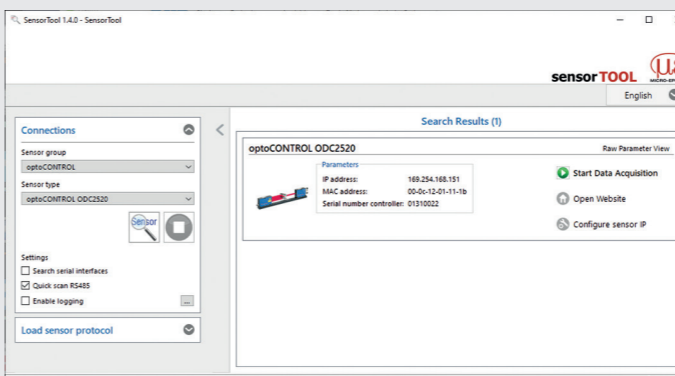 SensorTool 1.4.0 - SensorTool
sensorTOOL
MICRO-EP
English
Connections
Sensor group
optoCONTROL
Sensor type
optoCONTROL ODC2520
Sensor
Settings
Search serial interfaces
Quick scan RS485
Enable logging
...
Load sensor protocol
Search Results (1)
optoCONTROL ODC2520
Raw Parameter View
Parameters
IP address: 169.254.168.151
MAC address: 00-0c-12-01-11-1b
Serial number controller: 01310022
Start Data Acquisition
Open Website
Configure sensor IP